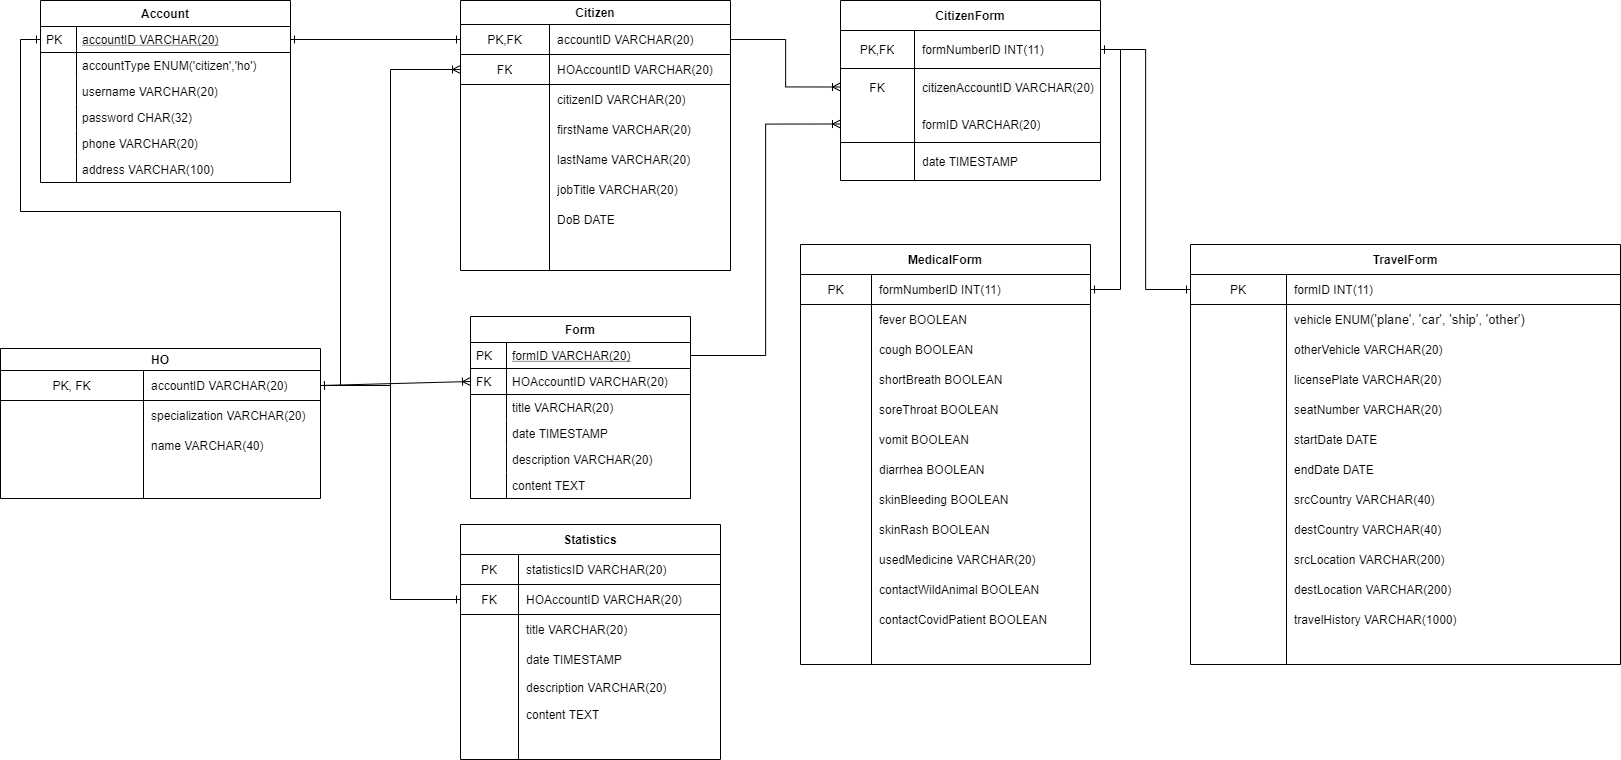 Account
PK accountID VARCHAR(20)
accountType ENUM('citizen','ho')
username VARCHAR(20)
password CHAR(32)
phone VARCHAR(20)
address VARCHAR(100)
Citizen
PK,FK accountID VARCHAR(20)
FK HOAccountID VARCHAR(20)
citizenID VARCHAR(20)
firstName VARCHAR(20)
lastName VARCHAR(20)
jobTitle VARCHAR(20)
DoB DATE
CitizenForm
PK,FK formNumberID INT(11)
FK citizenAccountID VARCHAR(20)
formID VARCHAR(20)
date TIMESTAMP
HO
PK, FK accountID VARCHAR(20)
specialization VARCHAR(20)
name VARCHAR(40)
Form
PK formID VARCHAR(20)
FK HOAccountID VARCHAR(20)
title VARCHAR(20)
date TIMESTAMP
description VARCHAR(20)
content TEXT
Statistics
PK statisticsID VARCHAR(20)
FK HOAccountID VARCHAR(20)
title VARCHAR(20)
date TIMESTAMP
description VARCHAR(20)
content TEXT
MedicalForm
PK formNumberID INT(11)
fever BOOLEAN
cough BOOLEAN
shortBreath BOOLEAN
soreThroat BOOLEAN
vomit BOOLEAN
diarrhea BOOLEAN
skinBleeding BOOLEAN
skinRash BOOLEAN
usedMedicine VARCHAR(20)
contactWildAnimal BOOLEAN
contactCovidPatient BOOLEAN
TravelForm
PK formID INT(11)
vehicle ENUM('plane', 'car', 'ship', 'other')
otherVehicle VARCHAR(20)
licensePlate VARCHAR(20)
seatNumber VARCHAR(20)
startDate DATE
endDate DATE
srcCountry VARCHAR(40)
destCountry VARCHAR(40)
srcLocation VARCHAR(200)
destLocation VARCHAR(200)
travelHistory VARCHAR(1000)